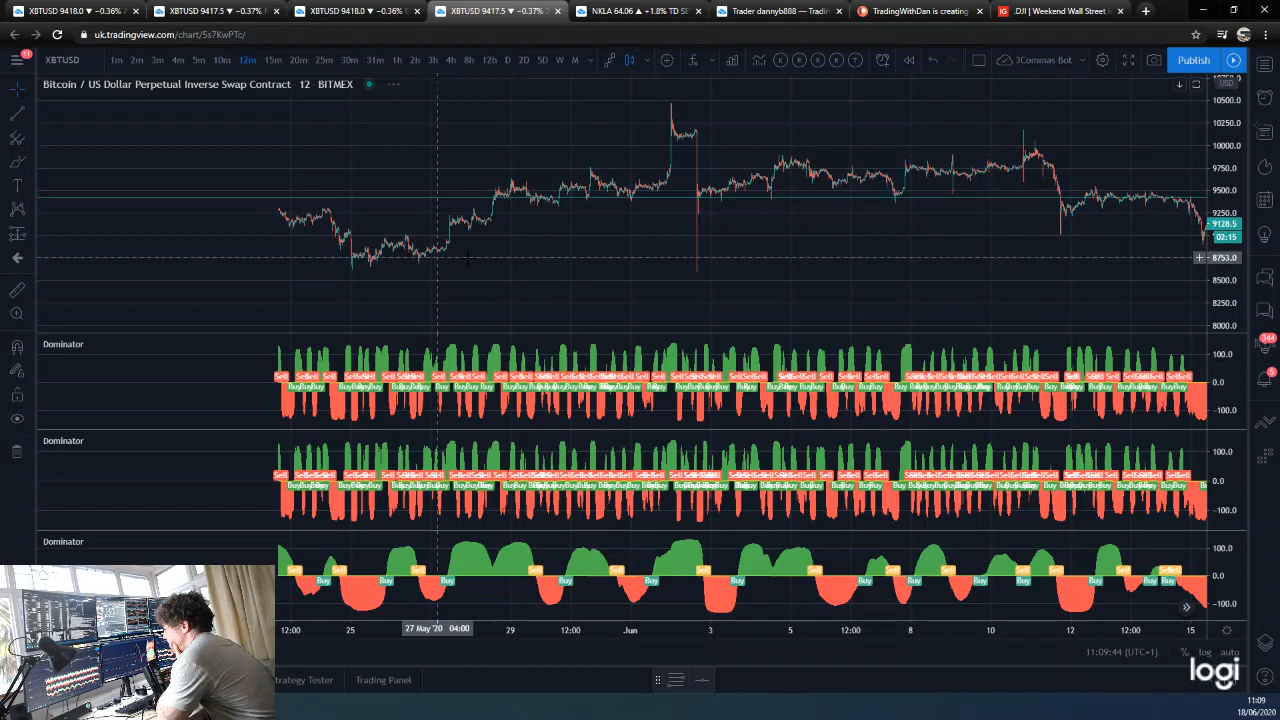 XBTUSD 9418.0 ▼ −0.36%
XBTUSD 9417.5 ▼ −0.37%
XBTUSD 9418.0 ▼ −0.36%
XBTUSD 9417.5 ▼ −0.37%
NKLA 64.06 ▲ +1.8% TD SE
Trader dannyb888 — Tradin
TradingWithDan is creating
.DJI | Weekend Wall Street
uk.tradingview.com/chart/5s7KwPTc/
11
XBTUSD
1m 2m 3m 4m 5m 10m 12m 15m 20m 25m 30m 31m 1h 2h 3h 4h 8h 12h D 2D 5D W M
3Commas Bot
Publish
Bitcoin / US Dollar Perpetual Inverse Swap Contract · 12 BITMEX
USD
10500.0
10250.0
10000.0
9750.0
9500.0
9250.0
9128.5
02:15
8753.0
8500.0
8250.0
8000.0
344
5
Dominator
100.0
0.0
−100.0
Dominator
100.0
0.0
−100.0
Dominator
100.0
0.0
−100.0
12:00 25 27 May '20 04:00 29 12:00 Jun 3 5 12:00 8 10 12 12:00 15
11:09:44 (UTC+1) % log auto
trategy Tester Trading Panel
logi
11:09
18/06/2020